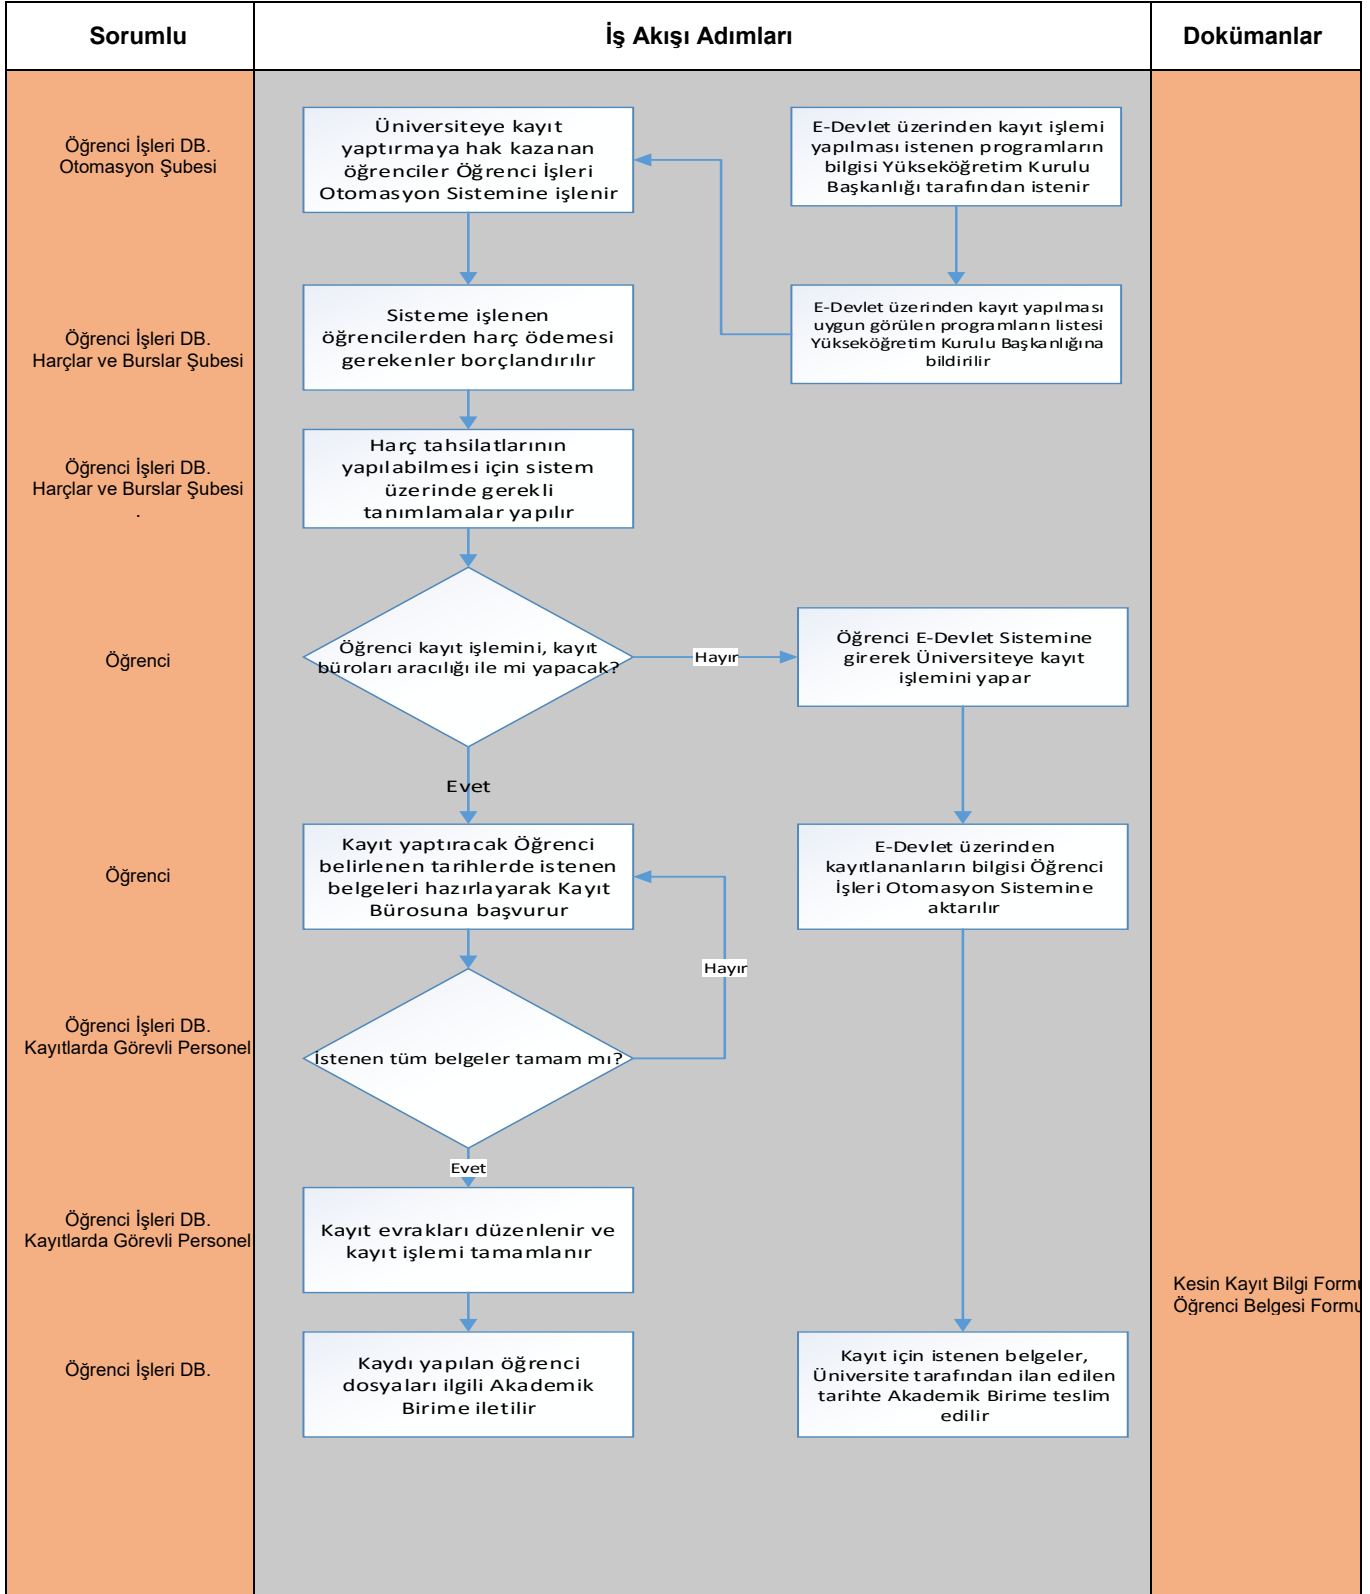 Sorumlu
İş Akışı Adımları
Dokümanlar
Öğrenci İşleri DB.
Otomasyon Şubesi
Üniversiteye kayıt
yaptırmaya hak kazanan
öğrenciler Öğrenci İşleri
Otomasyon Sistemine işlenir
E-Devlet üzerinden kayıt işlemi
yapılması istenen programların
bilgisi Yükseköğretim Kurulu
Başkanlığı tarafından istenir
Öğrenci İşleri DB.
Harçlar ve Burslar Şubesi
Sisteme işlenen
öğrencilerden harç ödemesi
gerekenler borçlandırılır
E-Devlet üzerinden kayıt yapılması
uygun görülen programların listesi
Yükseköğretim Kurulu Başkanlığına
bildirilir
Öğrenci İşleri DB.
Harçlar ve Burslar Şubesi
.
Harç tahsilatlarının
yapılabilmesi için sistem
üzerinde gerekli
tanımlamalar yapılır
Öğrenci
Öğrenci kayıt işlemini, kayıt
büroları aracılığı ile mi yapacak?
Hayır
Öğrenci E-Devlet Sistemine
girerek Üniversiteye kayıt
işlemini yapar
Evet
Öğrenci
Kayıt yaptıracak Öğrenci
belirlenen tarihlerde istenen
belgeleri hazırlayarak Kayıt
Bürosuna başvurur
E-Devlet üzerinden
kayıtlananların bilgisi Öğrenci
İşleri Otomasyon Sistemine
aktarılır
Hayır
Öğrenci İşleri DB.
Kayıtlarda Görevli Personel
İstenen tüm belgeler tamam mı?
Evet
Öğrenci İşleri DB.
Kayıtlarda Görevli Personel
Kayıt evrakları düzenlenir ve
kayıt işlemi tamamlanır
Kesin Kayıt Bilgi Formu
Öğrenci Belgesi Formu
Öğrenci İşleri DB.
Kaydı yapılan öğrenci
dosyaları ilgili Akademik
Birime iletilir
Kayıt için istenen belgeler,
Üniversite tarafından ilan edilen
tarihte Akademik Birime teslim
edilir